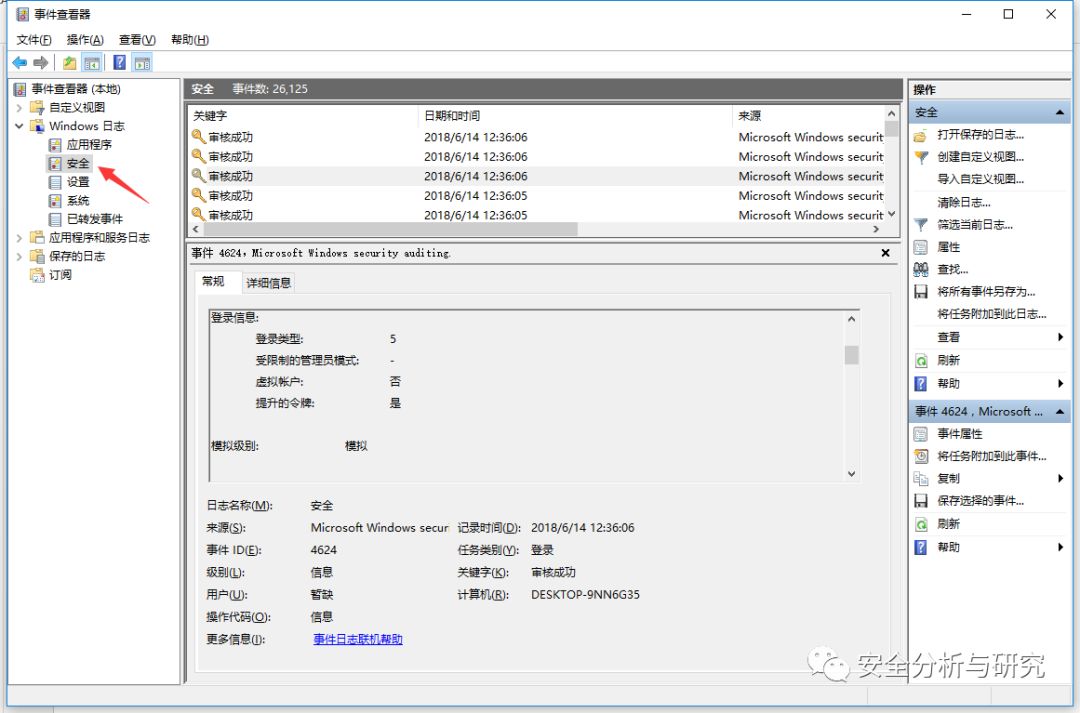 事件查看器
文件(F) 操作(A) 查看(V) 帮助(H)
事件查看器 (本地)
自定义视图
Windows 日志
应用程序
安全
设置
系统
已转发事件
应用程序和服务日志
保存的日志
订阅
安全 事件数: 26,125
关键字 日期和时间 来源
审核成功 2018/6/14 12:36:06 Microsoft Windows securit
审核成功 2018/6/14 12:36:06 Microsoft Windows securit
审核成功 2018/6/14 12:36:06 Microsoft Windows securit
审核成功 2018/6/14 12:36:05 Microsoft Windows securit
审核成功 2018/6/14 12:36:05 Microsoft Windows securit
事件 4624，Microsoft Windows security auditing.
常规 详细信息
登录信息:
登录类型: 5
受限制的管理员模式: -
虚拟帐户: 否
提升的令牌: 是
模拟级别: 模拟
日志名称(M): 安全
来源(S): Microsoft Windows securi 记录时间(D): 2018/6/14 12:36:06
事件 ID(E): 4624 任务类别(Y): 登录
级别(L): 信息 关键字(K): 审核成功
用户(U): 暂缺 计算机(R): DESKTOP-9NN6G35
操作代码(O): 信息
更多信息(I): 事件日志联机帮助
操作
安全
打开保存的日志...
创建自定义视图...
导入自定义视图...
清除日志...
筛选当前日志...
属性
查找...
将所有事件另存为...
将任务附加到此日志...
查看
刷新
帮助
事件 4624，Microsoft ...
事件属性
将任务附加到此事件...
复制
保存选择的事件...
刷新
帮助
安全分析与研究